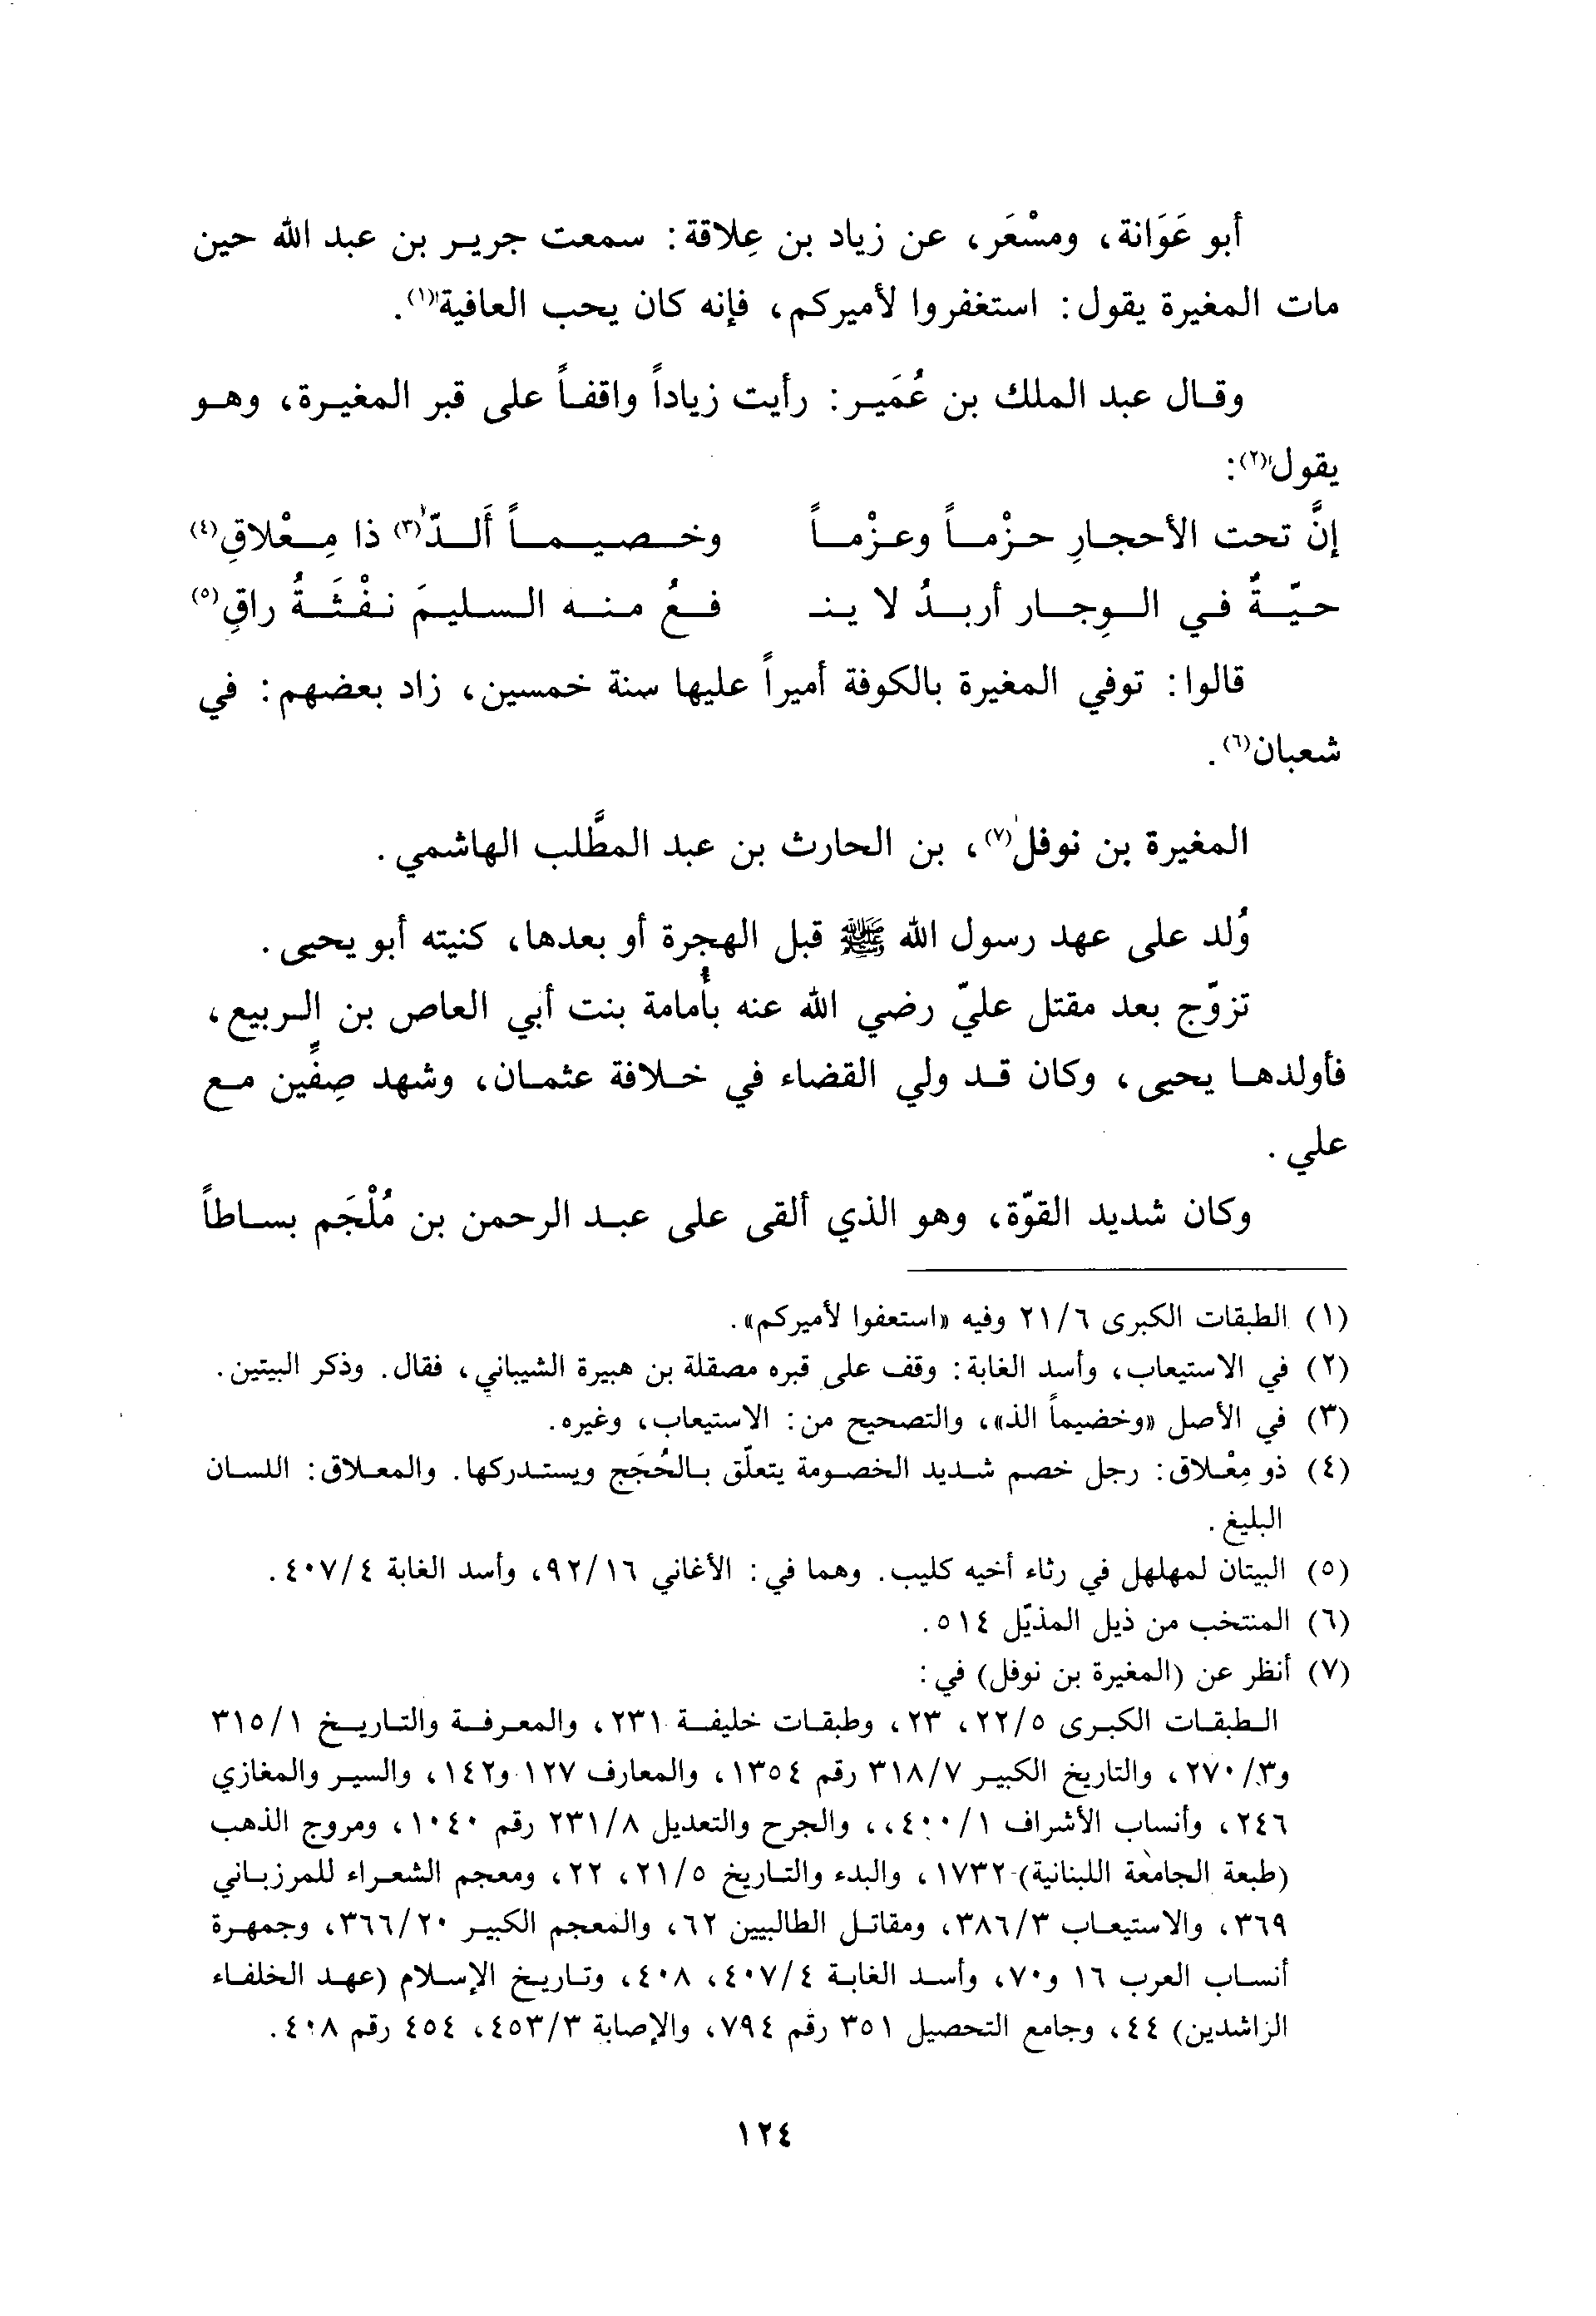 أبو عَوَانة، ومسْعَر، عن زياد بن عِلاقة: سمعت جرير بن عبد الله حين
مات المغيرة يقول: استغفروا لأميركم، فإنه كان يحب العافية(١).
وقال عبد الملك بن عُمَير: رأيت زياداً واقفاً على قبر المغيرة، وهو
يقول(٢):
إنَّ تحت الأحجارِ حزْماً وعزْماً وخصيماً أَلدّ(٣) ذا مِعْلاقِ(٤)
حيّةٌ في الوِجار أربدُ لا ينـ فعُ منه السليمَ نفْثَةُ راقِ(٥)
قالوا: توفي المغيرة بالكوفة أميراً عليها سنة خمسين، زاد بعضهم: في
شعبان(٦).
المغيرة بن نوفل(٧)، بن الحارث بن عبد المطَّلب الهاشمي.
وُلد على عهد رسول الله ﷺ قبل الهجرة أو بعدها، كنيته أبو يحيى.
تزوّج بعد مقتل عليّ رضي الله عنه بأُمامة بنت أبي العاص بن الربيع،
فأولدها يحيى، وكان قد ولي القضاء في خلافة عثمان، وشهد صِفِّين مع
علي.
وكان شديد القوّة، وهو الذي ألقى على عبد الرحمن بن مُلْجَم بساطاً
(١) الطبقات الكبرى ٢١/٦ وفيه «استعفوا لأميركم».
(٢) في الاستيعاب، وأسد الغابة: وقف على قبره مصقلة بن هبيرة الشيباني، فقال. وذكر البيتين.
(٣) في الأصل «وخضيماً الذ»، والتصحيح من: الاستيعاب، وغيره.
(٤) ذو مِعْلاق: رجل خصم شديد الخصومة يتعلّق بالحُجَج ويستدركها. والمعلاق: اللسان
البليغ.
(٥) البيتان لمهلهل في رثاء أخيه كليب. وهما في: الأغاني ٩٢/١٦، وأسد الغابة ٤٠٧/٤.
(٦) المنتخب من ذيل المذيّل ٥١٤.
(٧) أنظر عن (المغيرة بن نوفل) في:
الطبقات الكبرى ٢٢/٥، ٢٣، وطبقات خليفة ٢٣١، والمعرفة والتاريخ ٣١٥/١
و٢٧٠/٣، والتاريخ الكبير ٣١٨/٧ رقم ١٣٥٤، والمعارف ١٢٧ و١٤٢، والسير والمغازي
٢٤٦، وأنساب الأشراف ٤٠٠/١،، والجرح والتعديل ٢٣١/٨ رقم ١٠٤٠، ومروج الذهب
(طبعة الجامعة اللبنانية) ١٧٣٢، والبدء والتاريخ ٢١/٥، ٢٢، ومعجم الشعراء للمرزباني
٣٦٩، والاستيعاب ٣٨٦/٣، ومقاتل الطالبيين ٦٢، والمعجم الكبير ٣٦٦/٢٠، وجمهرة
أنساب العرب ١٦ و٧٠، وأسد الغابة ٤٠٧/٤، ٤٠٨، وتاريخ الإسلام (عهد الخلفاء
الراشدين) ٤٤، وجامع التحصيل ٣٥١ رقم ٧٩٤، والإصابة ٤٥٣/٣، ٤٥٤ رقم ٤٠٨.
١٢٤